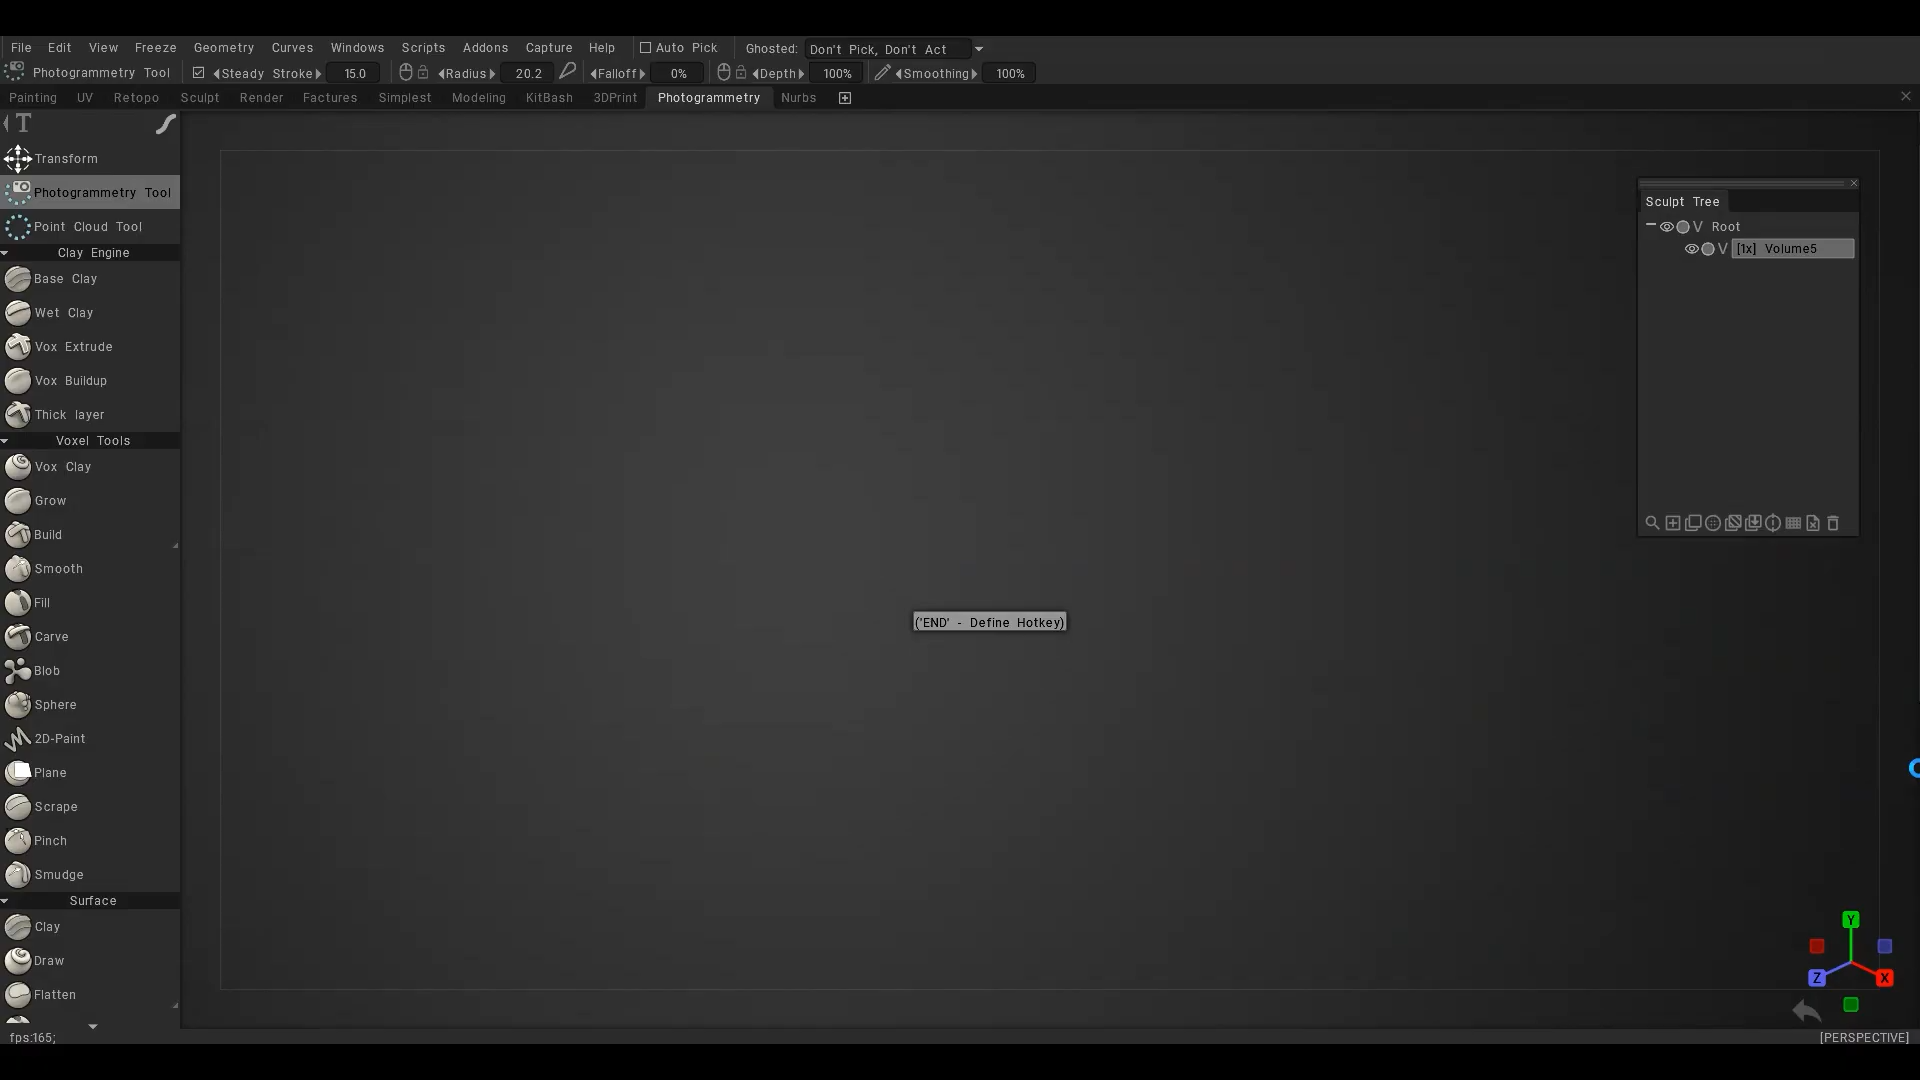 File Edit View Freeze Geometry Curves Windows Scripts Addons Capture Help Auto Pick Ghosted: Don't Pick, Don't Act
Photogrammetry Tool Steady Stroke 15.0 Radius 20.2 Falloff 0% Depth 100% Smoothing 100%
Painting UV Retopo Sculpt Render Factures Simplest Modeling KitBash 3DPrint Photogrammetry Nurbs
T
Transform
Photogrammetry Tool
Point Cloud Tool
Clay Engine
Base Clay
Wet Clay
Vox Extrude
Vox Buildup
Thick layer
Voxel Tools
Vox Clay
Grow
Build
Smooth
Fill
Carve
Blob
Sphere
2D-Paint
Plane
Scrape
Pinch
Smudge
Surface
Clay
Draw
Flatten
fps:165;
('END' - Define Hotkey)
Sculpt Tree
V Root
V [1x] Volume5
Y
Z
X
[PERSPECTIVE]